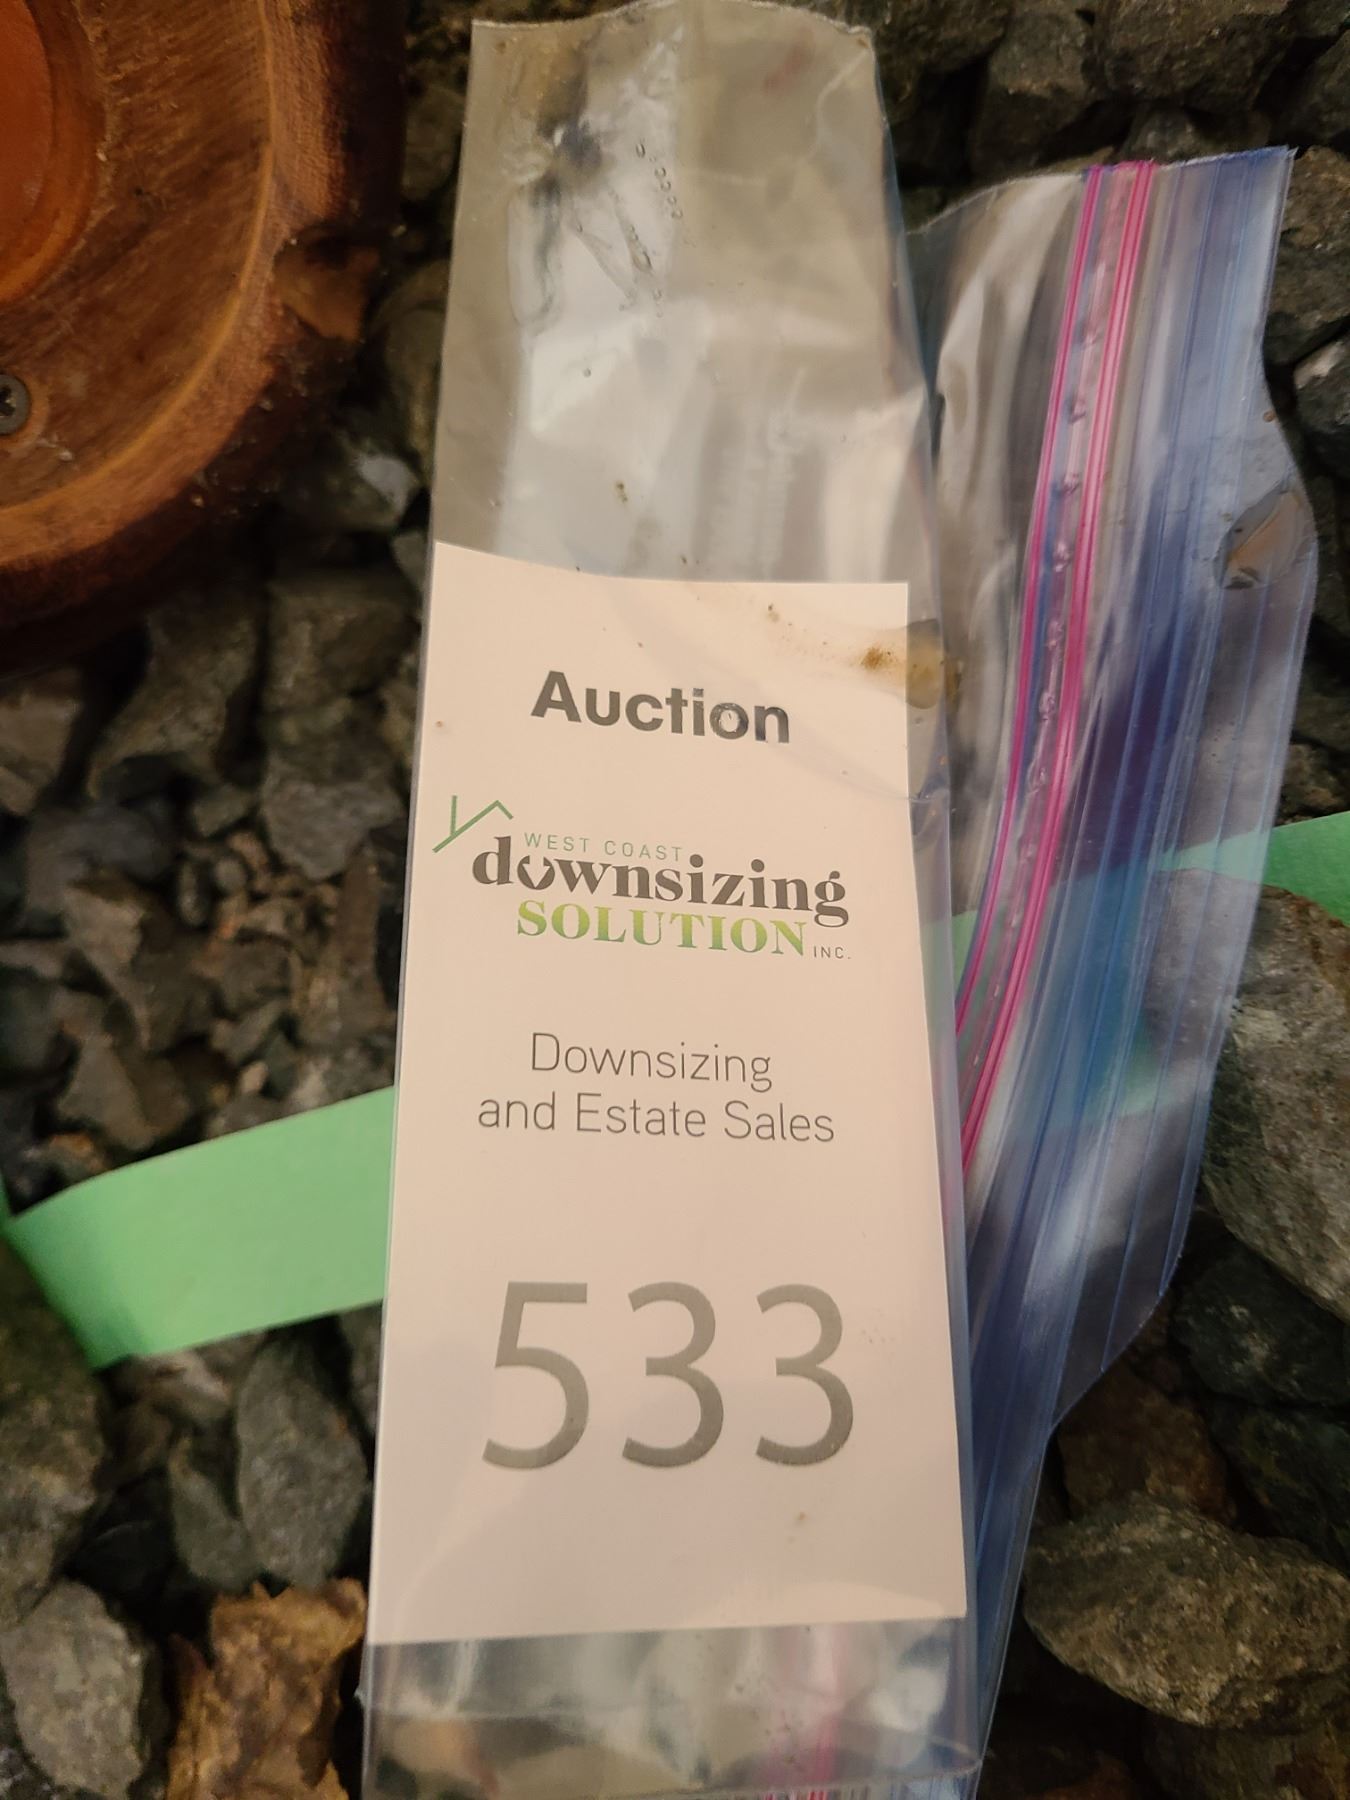 Auction
WEST COAST
downsizing
SOLUTION INC.
Downsizing
and Estate Sales
533